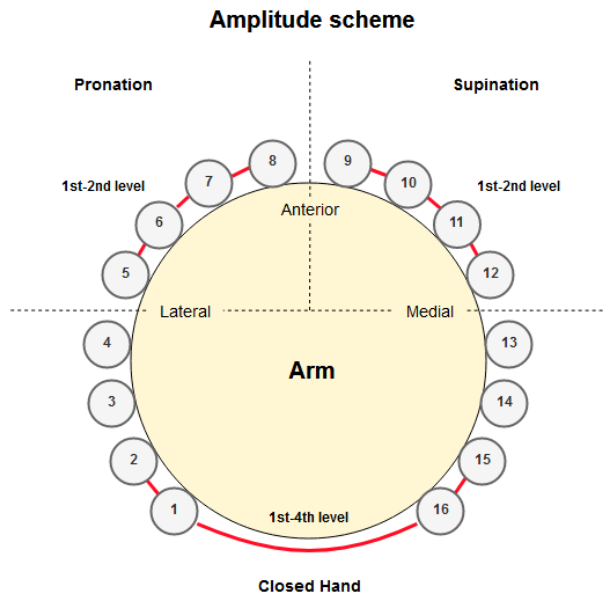 Amplitude scheme
Pronation
Supination
8
9
7
10
1st-2nd level
1st-2nd level
Anterior
6
11
5
12
Lateral
Medial
4
13
Arm
3
14
2
15
1
16
1st-4th level
Closed Hand